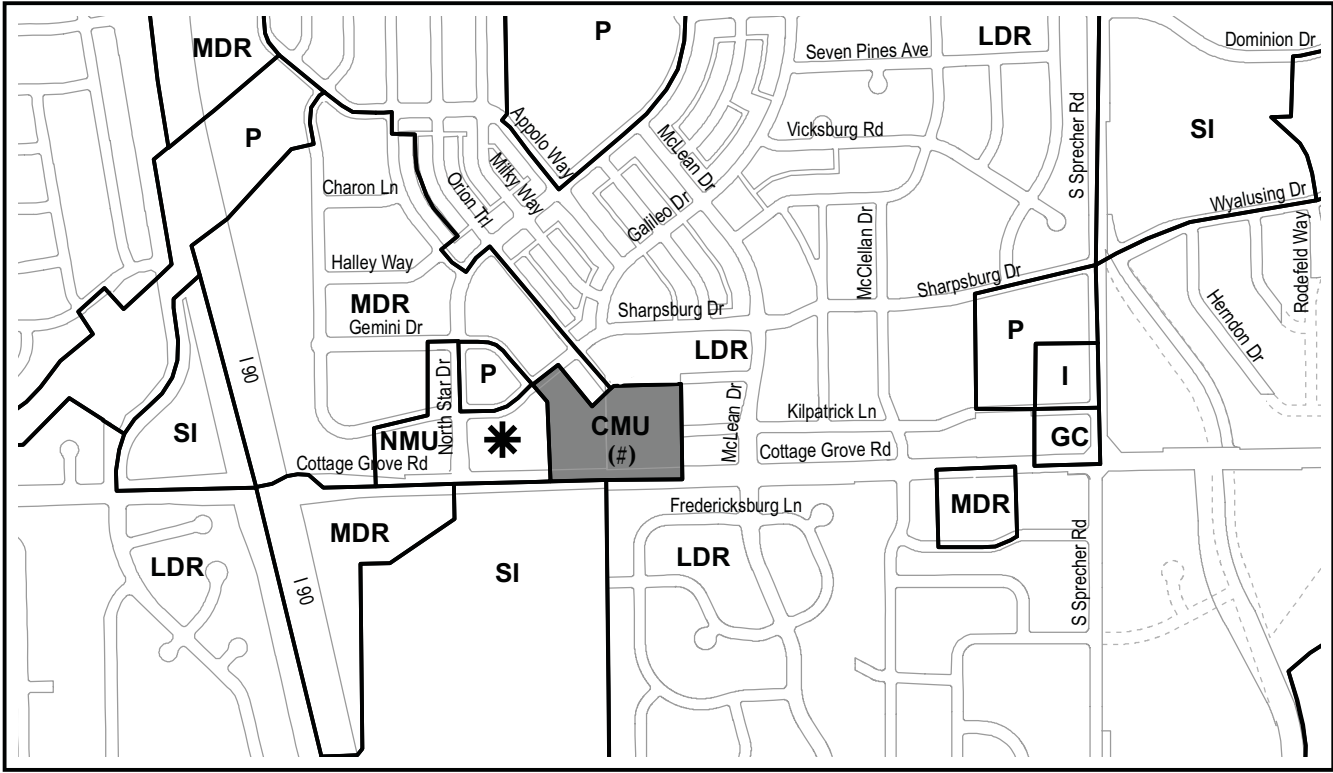 P
LDR
MDR
Seven Pines Ave
Dominion Dr
Appolo Way
S Sprecher Rd
P
McLean Dr
Vicksburg Rd
SI
Milky Way
Orion Trl
Charon Ln
Wyalusing Dr
Galileo Dr
McClellan Dr
Rodefeld Way
Halley Way
Sharpsburg Dr
MDR
Herndon Dr
Sharpsburg Dr
Gemini Dr
P
LDR
I 90
P
I
North Star Dr
McLean Dr
Kilpatrick Ln
CMU
(#)
SI
NMU
GC
Cottage Grove Rd
Cottage Grove Rd
Fredericksburg Ln
MDR
MDR
LDR
SI
LDR
S Sprecher Rd
I 90